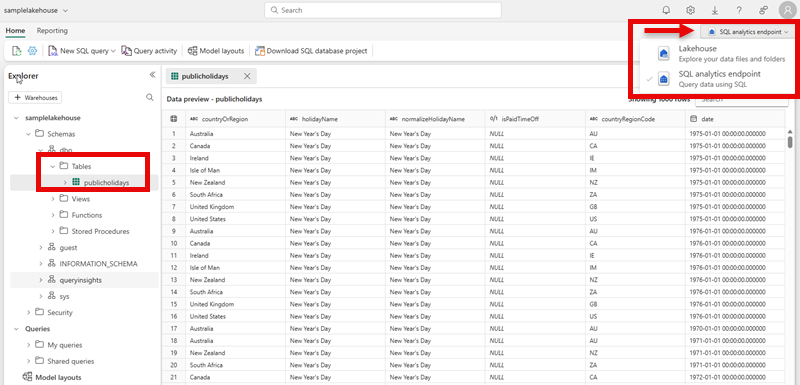 samplelakehouse
Search
Home Reporting
SQL analytics endpoint
New SQL query Query activity Model layouts Download SQL database project
Lakehouse
Explore your data files and folders
SQL analytics endpoint
Query data using SQL
Explorer
publicholidays
+ Warehouses
Data preview - publicholidays
Showing 1000 rows
Search
samplelakehouse
Schemas
dbo
Tables
publicholidays
Views
Functions
Stored Procedures
guest
INFORMATION_SCHEMA
queryinsights
sys
Security
Queries
My queries
Shared queries
Model layouts
ABC countryOrRegion ABC holidayName ABC normalizeHolidayName isPaidTimeOff ABC countryRegionCode date
1 Australia New Year's Day New Year's Day NULL AU 1975-01-01 00:00:00.000000
2 Canada New Year's Day New Year's Day NULL CA 1975-01-01 00:00:00.000000
3 Ireland New Year's Day New Year's Day NULL IE 1975-01-01 00:00:00.000000
4 Isle of Man New Year's Day New Year's Day NULL IM 1975-01-01 00:00:00.000000
5 New Zealand New Year's Day New Year's Day NULL NZ 1975-01-01 00:00:00.000000
6 South Africa New Year's Day New Year's Day NULL ZA 1975-01-01 00:00:00.000000
7 United Kingdom New Year's Day New Year's Day NULL GB 1975-01-01 00:00:00.000000
8 United States New Year's Day New Year's Day NULL US 1975-01-01 00:00:00.000000
9 Australia New Year's Day New Year's Day NULL AU 1976-01-01 00:00:00.000000
10 Canada New Year's Day New Year's Day NULL CA 1976-01-01 00:00:00.000000
11 Ireland New Year's Day New Year's Day NULL IE 1976-01-01 00:00:00.000000
12 Isle of Man New Year's Day New Year's Day NULL IM 1976-01-01 00:00:00.000000
13 New Zealand New Year's Day New Year's Day NULL NZ 1976-01-01 00:00:00.000000
14 South Africa New Year's Day New Year's Day NULL ZA 1976-01-01 00:00:00.000000
15 United Kingdom New Year's Day New Year's Day NULL GB 1976-01-01 00:00:00.000000
16 United States New Year's Day New Year's Day NULL US 1976-01-01 00:00:00.000000
17 Australia New Year's Day New Year's Day NULL AU 1970-01-01 00:00:00.000000
18 Australia New Year's Day New Year's Day NULL AU 1971-01-01 00:00:00.000000
19 New Zealand New Year's Day New Year's Day NULL NZ 1971-01-01 00:00:00.000000
20 South Africa New Year's Day New Year's Day NULL ZA 1971-01-01 00:00:00.000000
21 Canada New Year's Day New Year's Day NULL CA 1972-01-01 00:00:00.000000